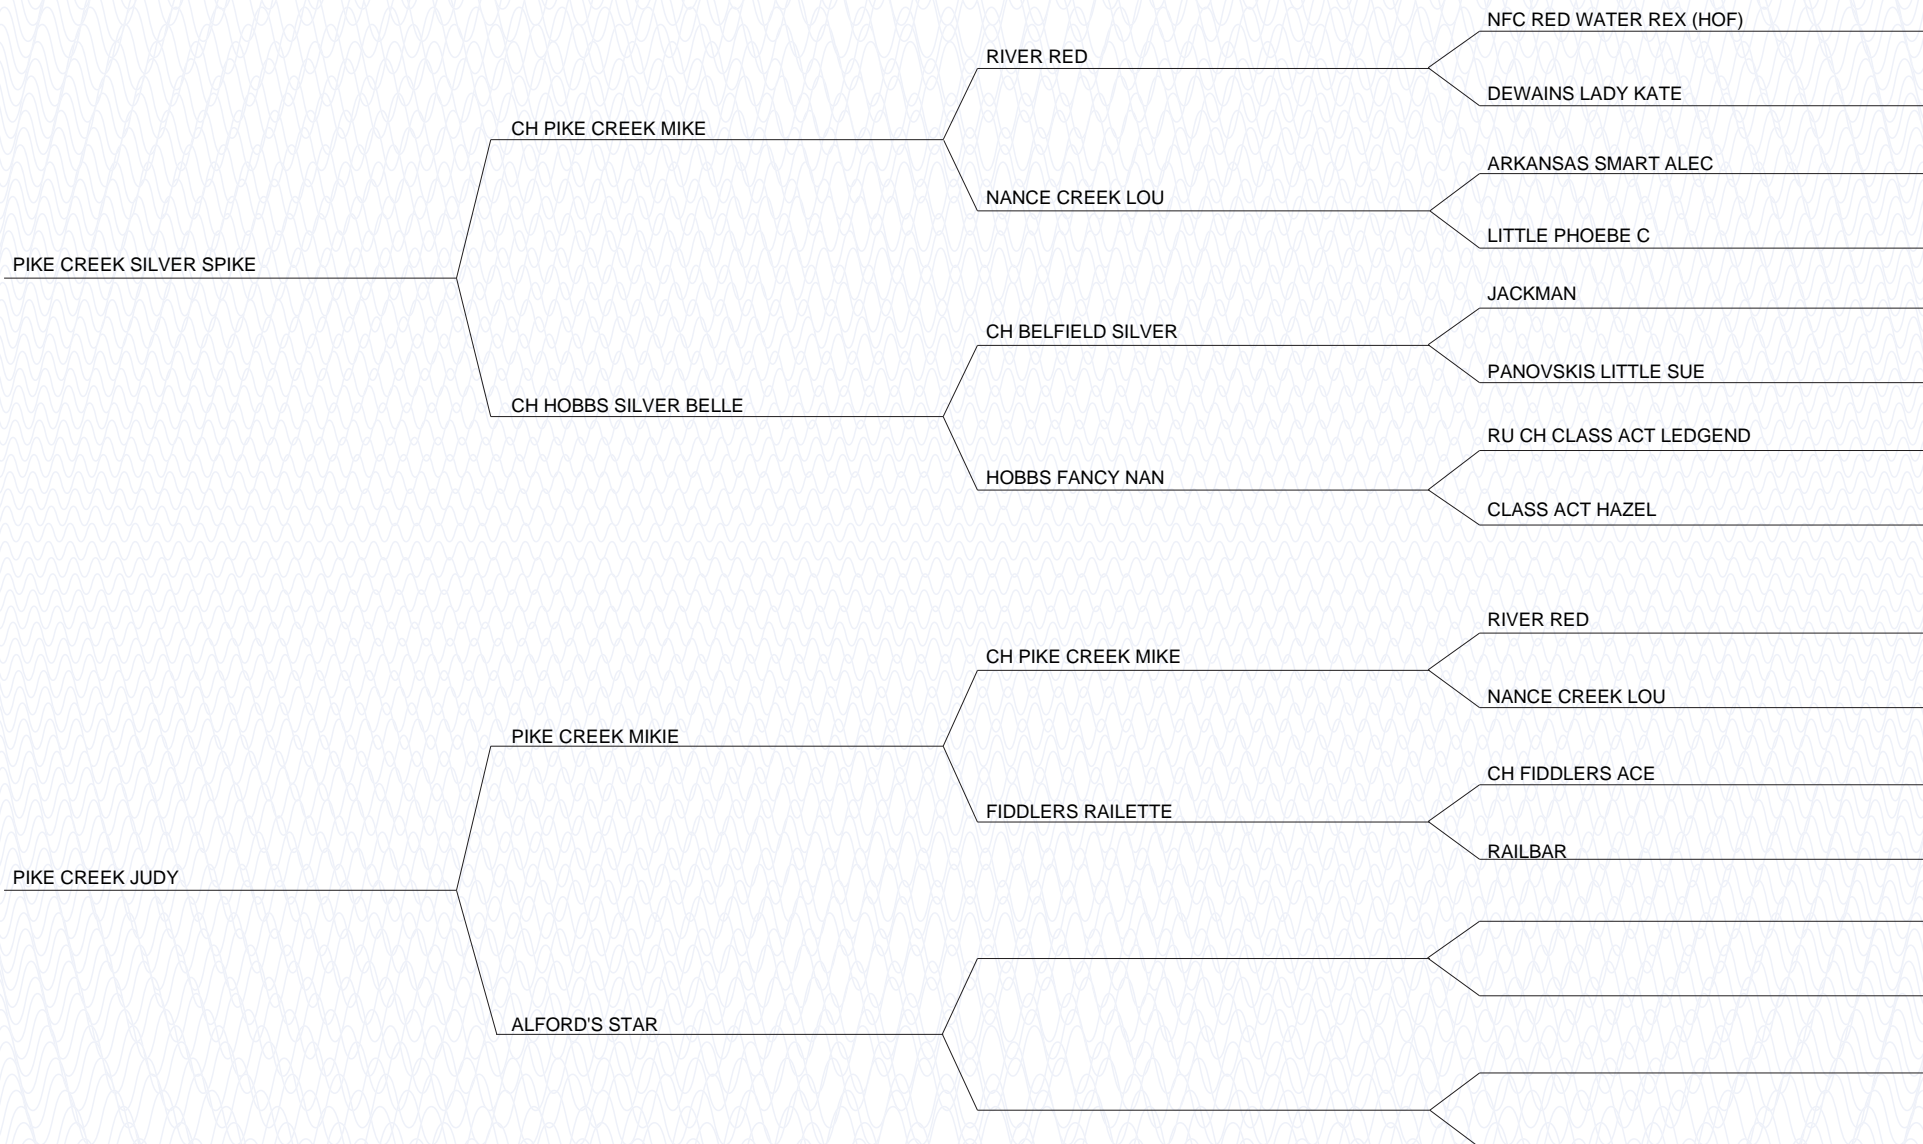 NFC RED WATER REX (HOF)
RIVER RED
DEWAINS LADY KATE
CH PIKE CREEK MIKE
ARKANSAS SMART ALEC
NANCE CREEK LOU
LITTLE PHOEBE C
PIKE CREEK SILVER SPIKE
JACKMAN
CH BELFIELD SILVER
PANOVSKIS LITTLE SUE
CH HOBBS SILVER BELLE
RU CH CLASS ACT LEDGEND
HOBBS FANCY NAN
CLASS ACT HAZEL
RIVER RED
CH PIKE CREEK MIKE
NANCE CREEK LOU
PIKE CREEK MIKIE
CH FIDDLERS ACE
FIDDLERS RAILETTE
RAILBAR
PIKE CREEK JUDY
ALFORD'S STAR